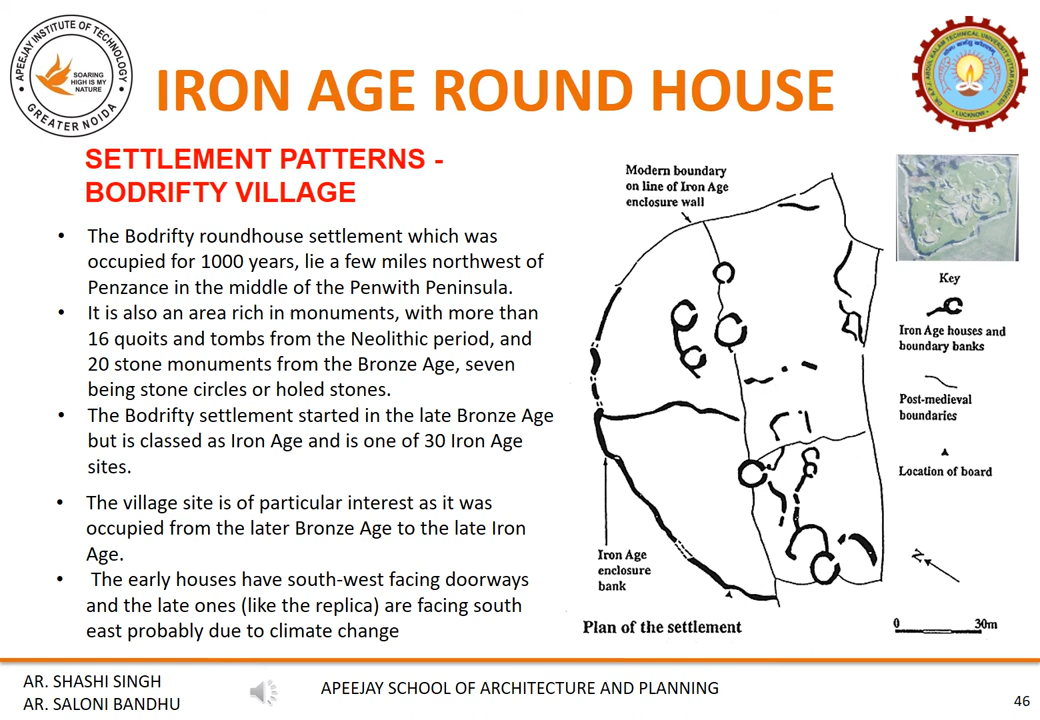 APEEJAY INSTITUTE OF TECHNOLOGY
SOARING
HIGH IS MY
NATURE
GREATER NOIDA
IRON AGE ROUND HOUSE
DR. A.P.J. ABDUL KALAM TECHNICAL UNIVERSITY UTTAR PRADESH
LUCKNOW
SETTLEMENT PATTERNS -
BODRIFTY VILLAGE
• The Bodrifty roundhouse settlement which was
occupied for 1000 years, lie a few miles northwest of
Penzance in the middle of the Penwith Peninsula.
• It is also an area rich in monuments, with more than
16 quoits and tombs from the Neolithic period, and
20 stone monuments from the Bronze Age, seven
being stone circles or holed stones.
• The Bodrifty settlement started in the late Bronze Age
but is classed as Iron Age and is one of 30 Iron Age
sites.
• The village site is of particular interest as it was
occupied from the later Bronze Age to the late Iron
Age.
• The early houses have south-west facing doorways
and the late ones (like the replica) are facing south
east probably due to climate change
Modern boundary
on line of Iron Age
enclosure wall
Iron Age
enclosure
bank
Plan of the settlement
Key
Iron Age houses and
boundary banks
Post-medieval
boundaries
Location of board
N
0 30m
AR. SHASHI SINGH
AR. SALONI BANDHU
APEEJAY SCHOOL OF ARCHITECTURE AND PLANNING
46